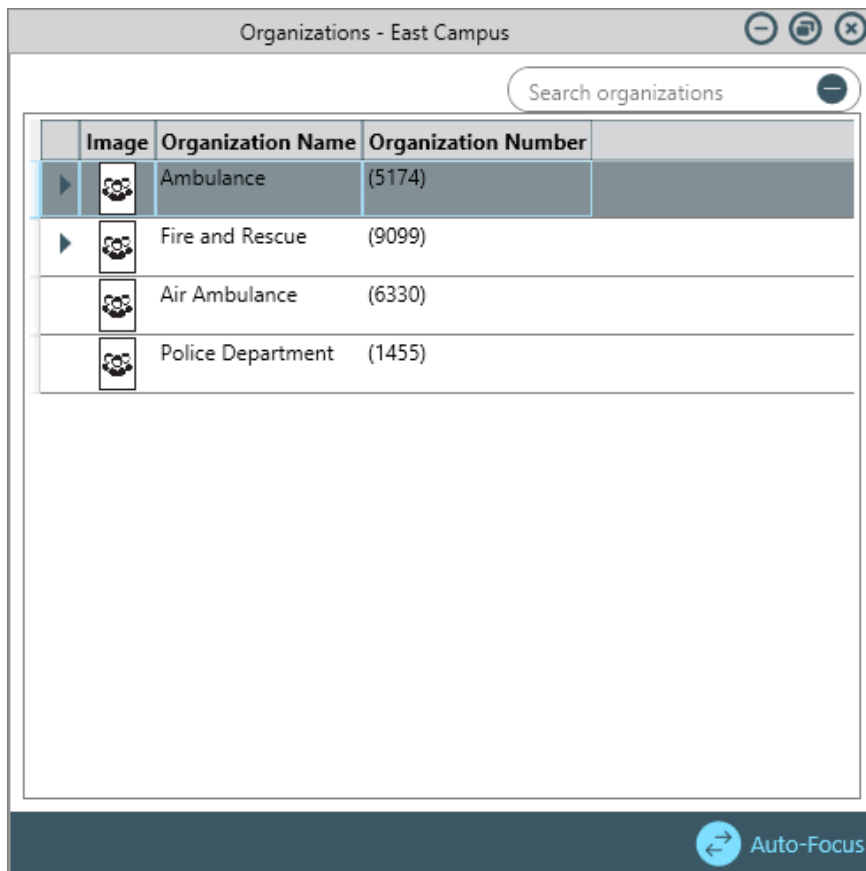 Organizations - East Campus
Search organizations
Image Organization Name Organization Number
Ambulance (5174)
Fire and Rescue (9099)
Air Ambulance (6330)
Police Department (1455)
Auto-Focus